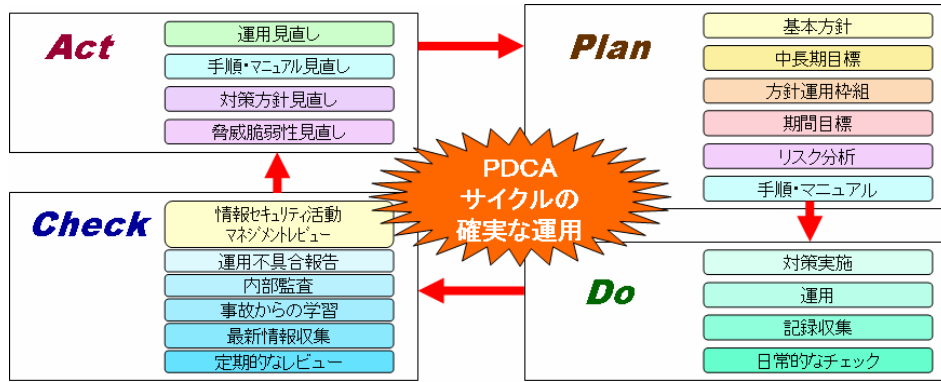 Act
運用見直し
手順・マニュアル見直し
対策方針見直し
脅威脆弱性見直し
Plan
基本方針
中長期目標
方針運用枠組
期間目標
リスク分析
手順・マニュアル
PDCA
サイクルの
確実な運用
Check
情報セキュリティ活動
マネジメントレビュー
運用不具合報告
内部監査
事故からの学習
最新情報収集
定期的なレビュー
Do
対策実施
運用
記録収集
日常的なチェック